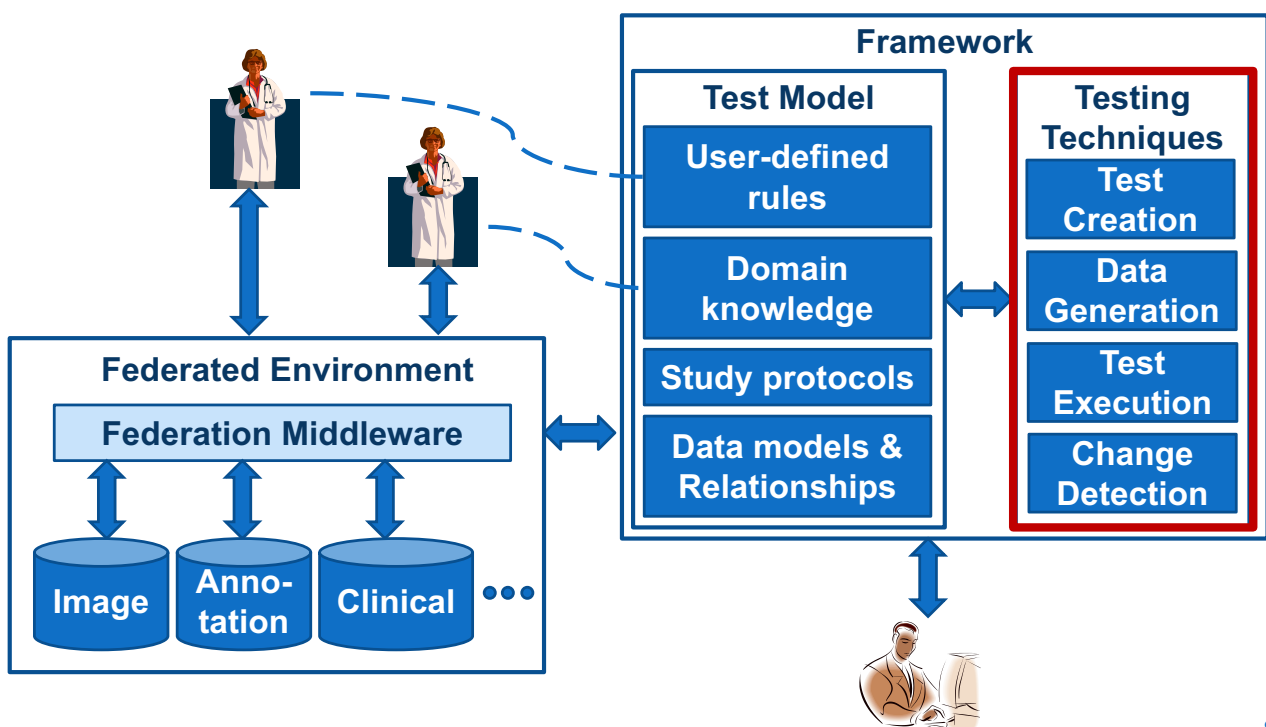 Framework
Test Model
User-defined
rules
Domain
knowledge
Study protocols
Data models &
Relationships
Testing
Techniques
Test
Creation
Data
Generation
Test
Execution
Change
Detection
Federated Environment
Federation Middleware
Image
Anno-
tation
Clinical